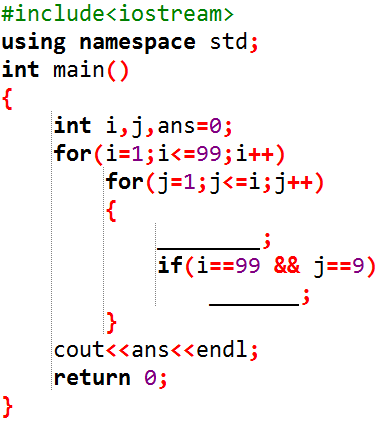 #include<iostream>
using namespace std;
int main()
{
int i,j,ans=0;
for(i=1;i<=99;i++)
for(j=1;j<=i;j++)
{
________;
if(i==99 && j==9)
_______;
}
cout<<ans<<endl;
return 0;
}